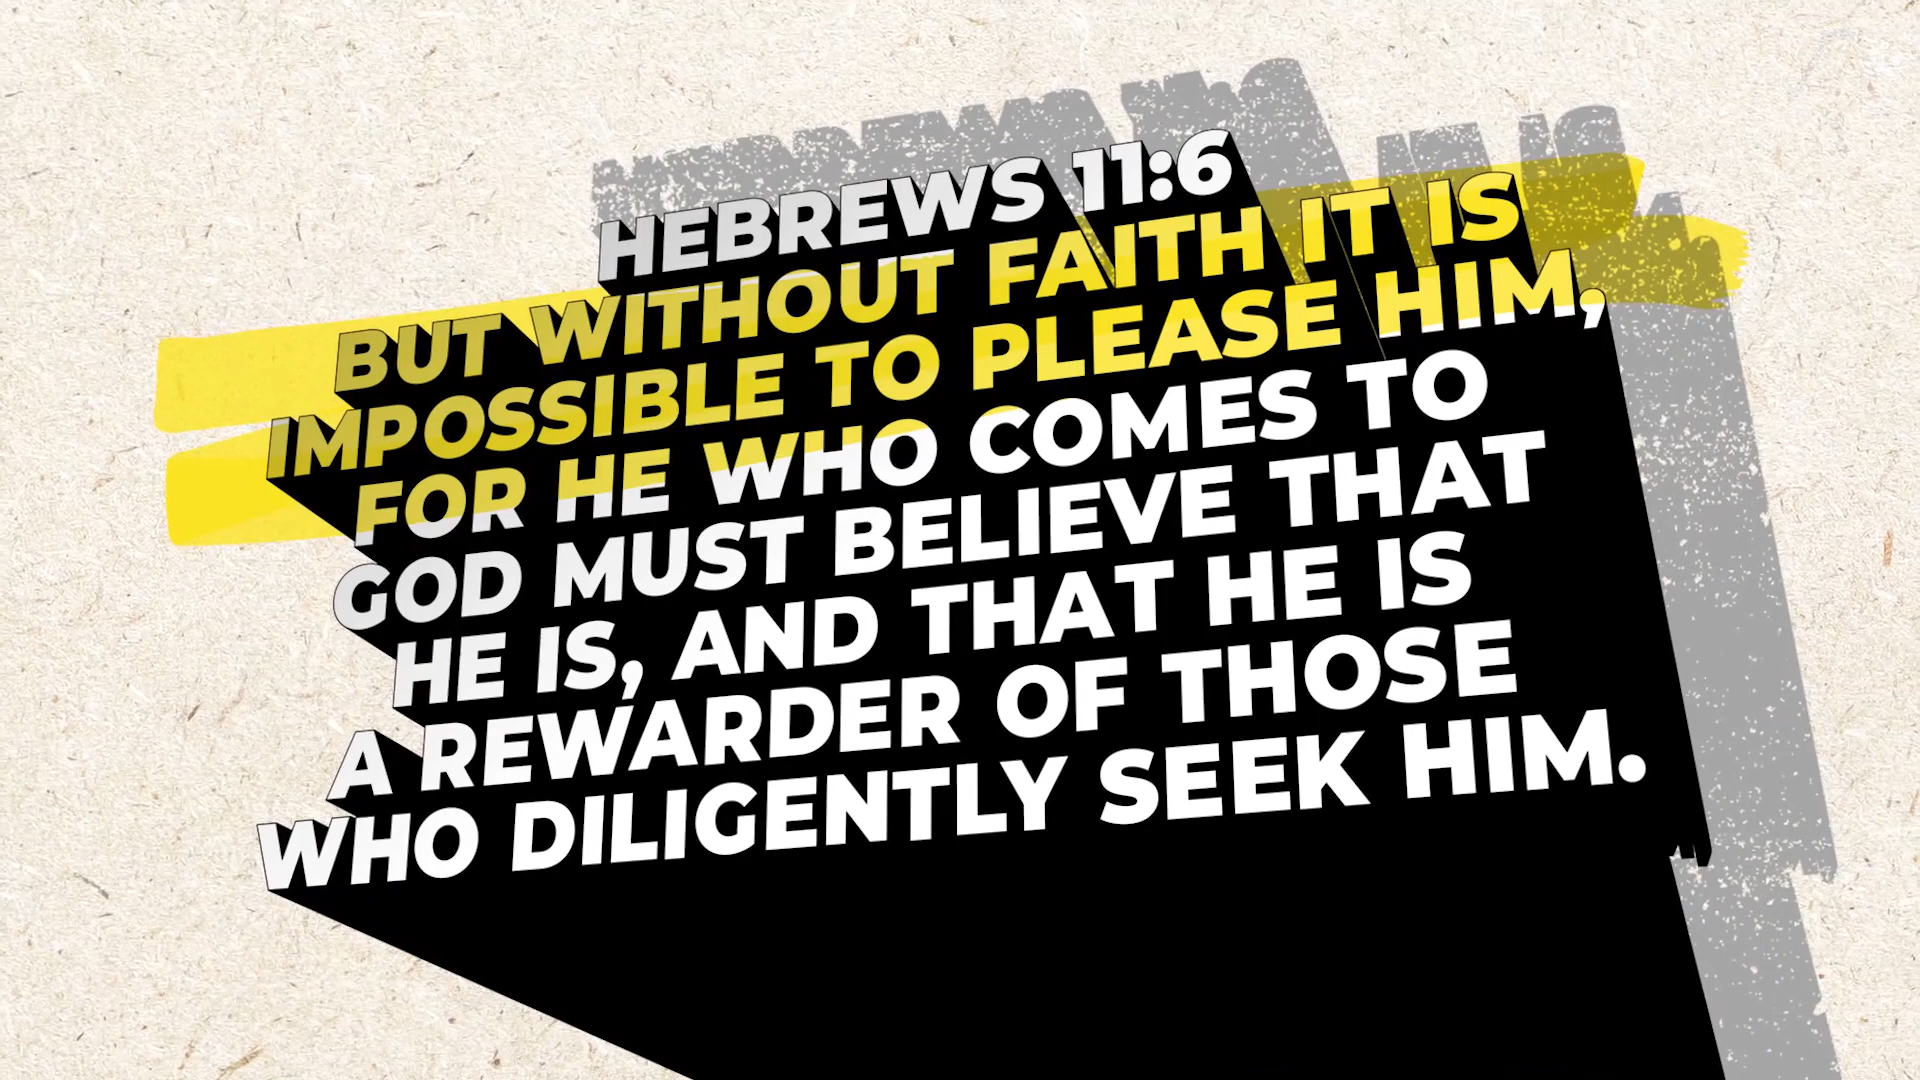 HEBREWS 11:6
BUT WITHOUT FAITH IT IS
IMPOSSIBLE TO PLEASE HIM,
FOR HE WHO COMES TO
GOD MUST BELIEVE THAT
HE IS, AND THAT HE IS
A REWARDER OF THOSE
WHO DILIGENTLY SEEK HIM.